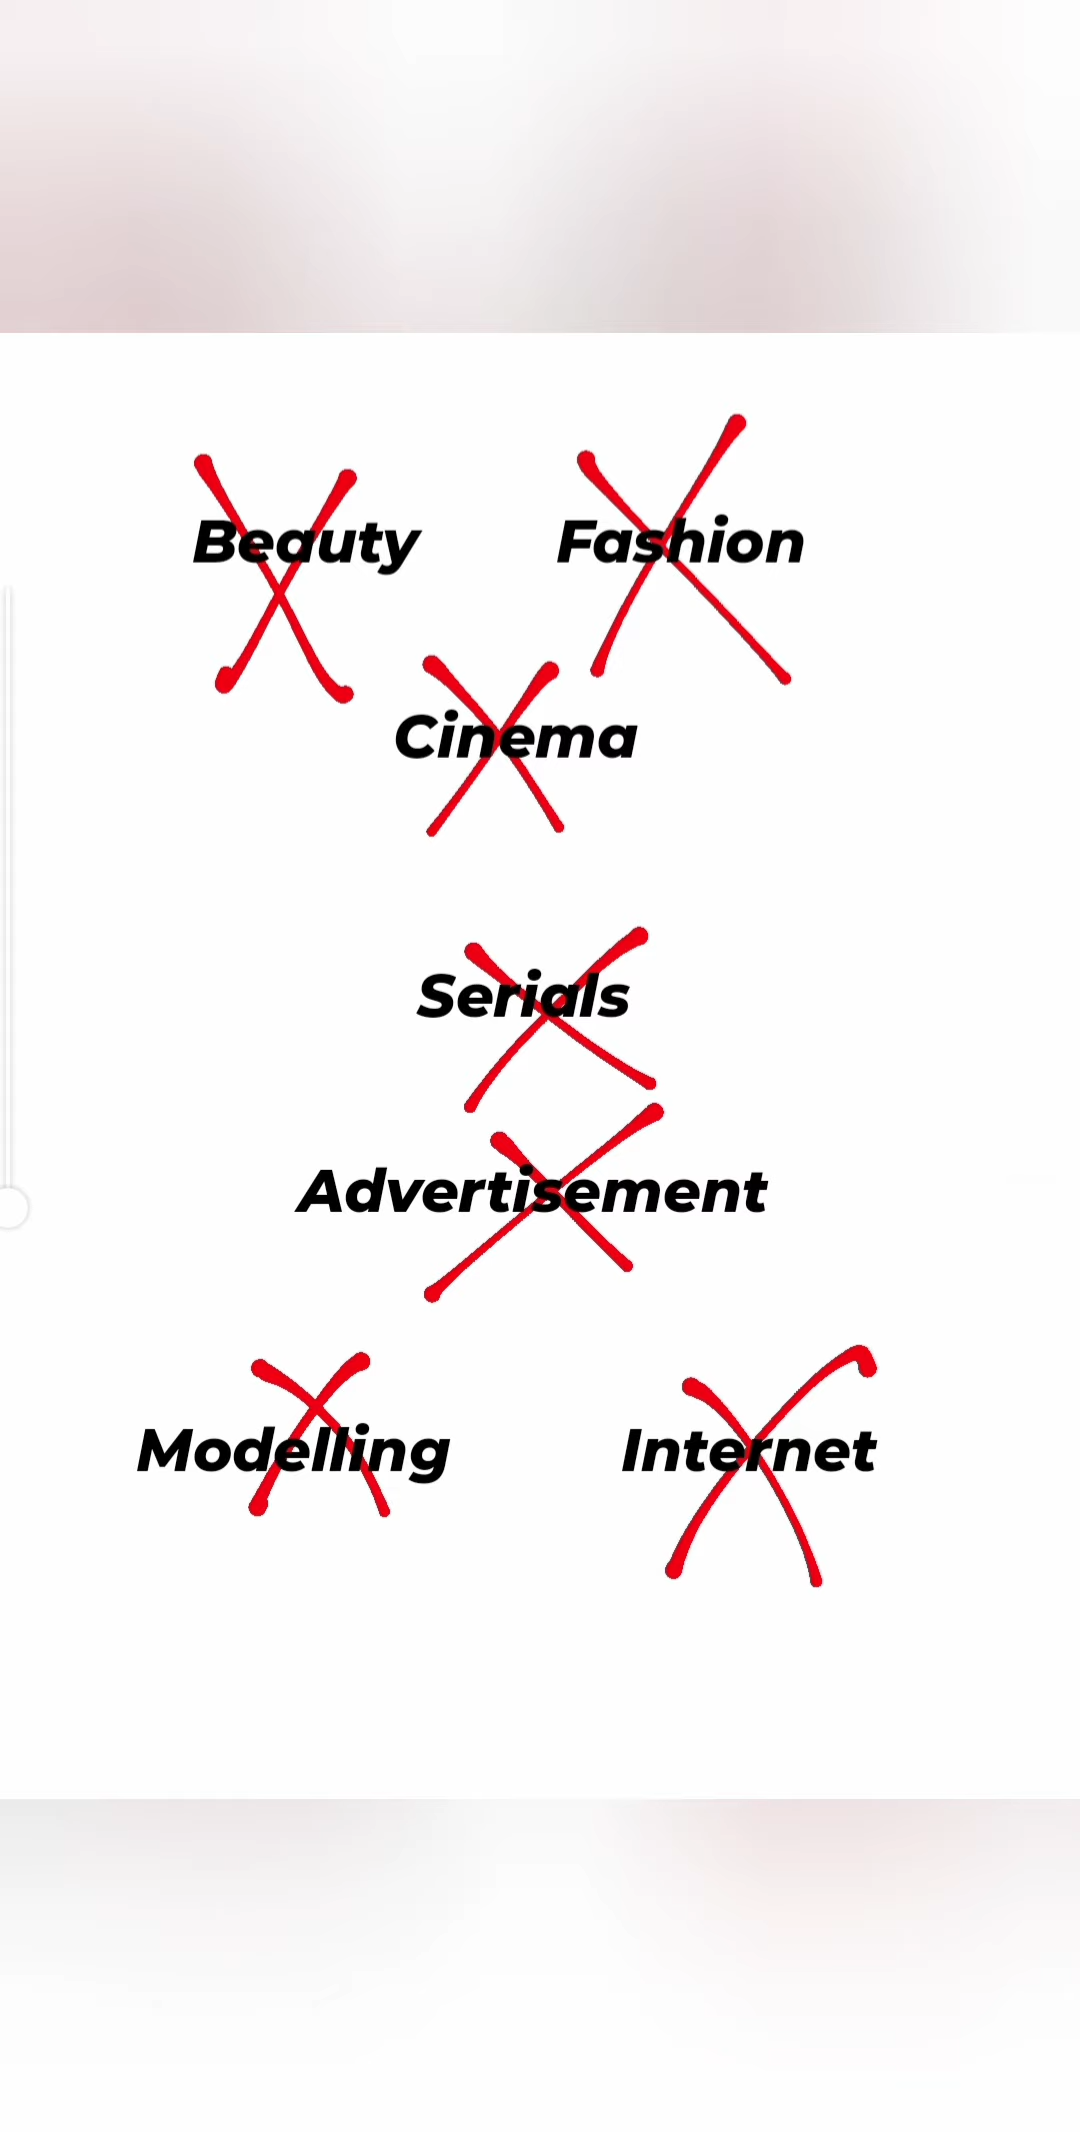 Beauty Fashion
Cinema
Serials
Advertisement
Modelling Internet